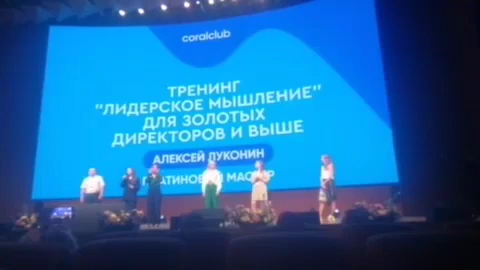 coralclub
ТРЕНИНГ
"ЛИДЕРСКОЕ МЫШЛЕНИЕ"
ДЛЯ ЗОЛОТЫХ
ДИРЕКТОРОВ И ВЫШЕ
АЛЕКСЕЙ ЛУКОНИН